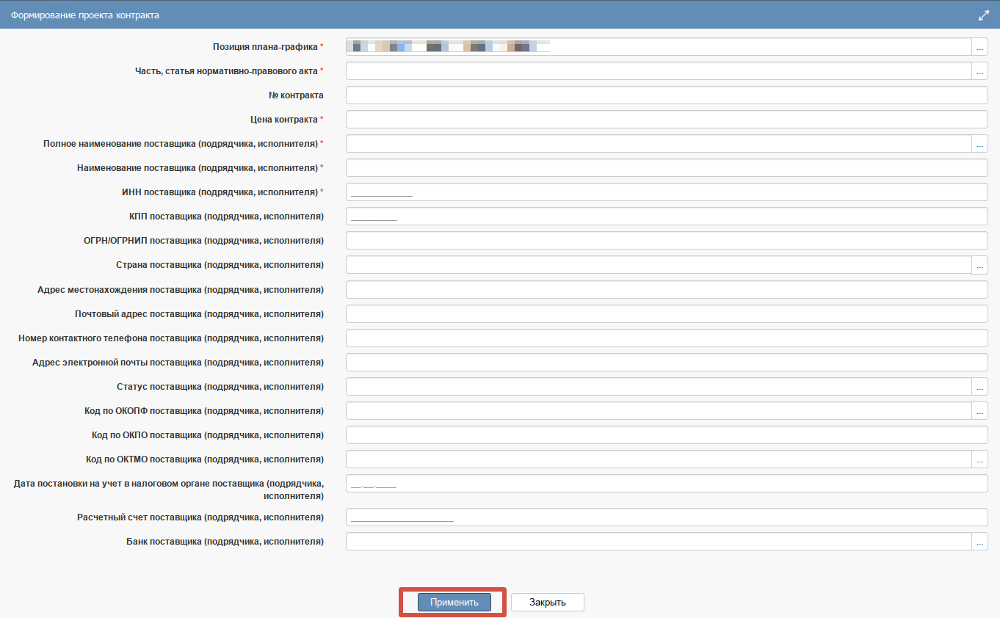 Формирование проекта контракта
Позиция плана-графика *
...
Часть, статья нормативно-правового акта *
...
№ контракта
Цена контракта *
Полное наименование поставщика (подрядчика, исполнителя) *
...
Наименование поставщика (подрядчика, исполнителя) *
ИНН поставщика (подрядчика, исполнителя) *
____________
КПП поставщика (подрядчика, исполнителя)
_________
ОГРН/ОГРНИП поставщика (подрядчика, исполнителя)
Страна поставщика (подрядчика, исполнителя)
...
Адрес местонахождения поставщика (подрядчика, исполнителя)
Почтовый адрес поставщика (подрядчика, исполнителя)
Номер контактного телефона поставщика (подрядчика, исполнителя)
Адрес электронной почты поставщика (подрядчика, исполнителя)
Статус поставщика (подрядчика, исполнителя)
...
Код по ОКОПФ поставщика (подрядчика, исполнителя)
...
Код по ОКПО поставщика (подрядчика, исполнителя)
Код по ОКТМО поставщика (подрядчика, исполнителя)
...
Дата постановки на учет в налоговом органе поставщика (подрядчика,
исполнителя)
__.__.____
Расчетный счет поставщика (подрядчика, исполнителя)
____________________
Банк поставщика (подрядчика, исполнителя)
...
Применить
Закрыть